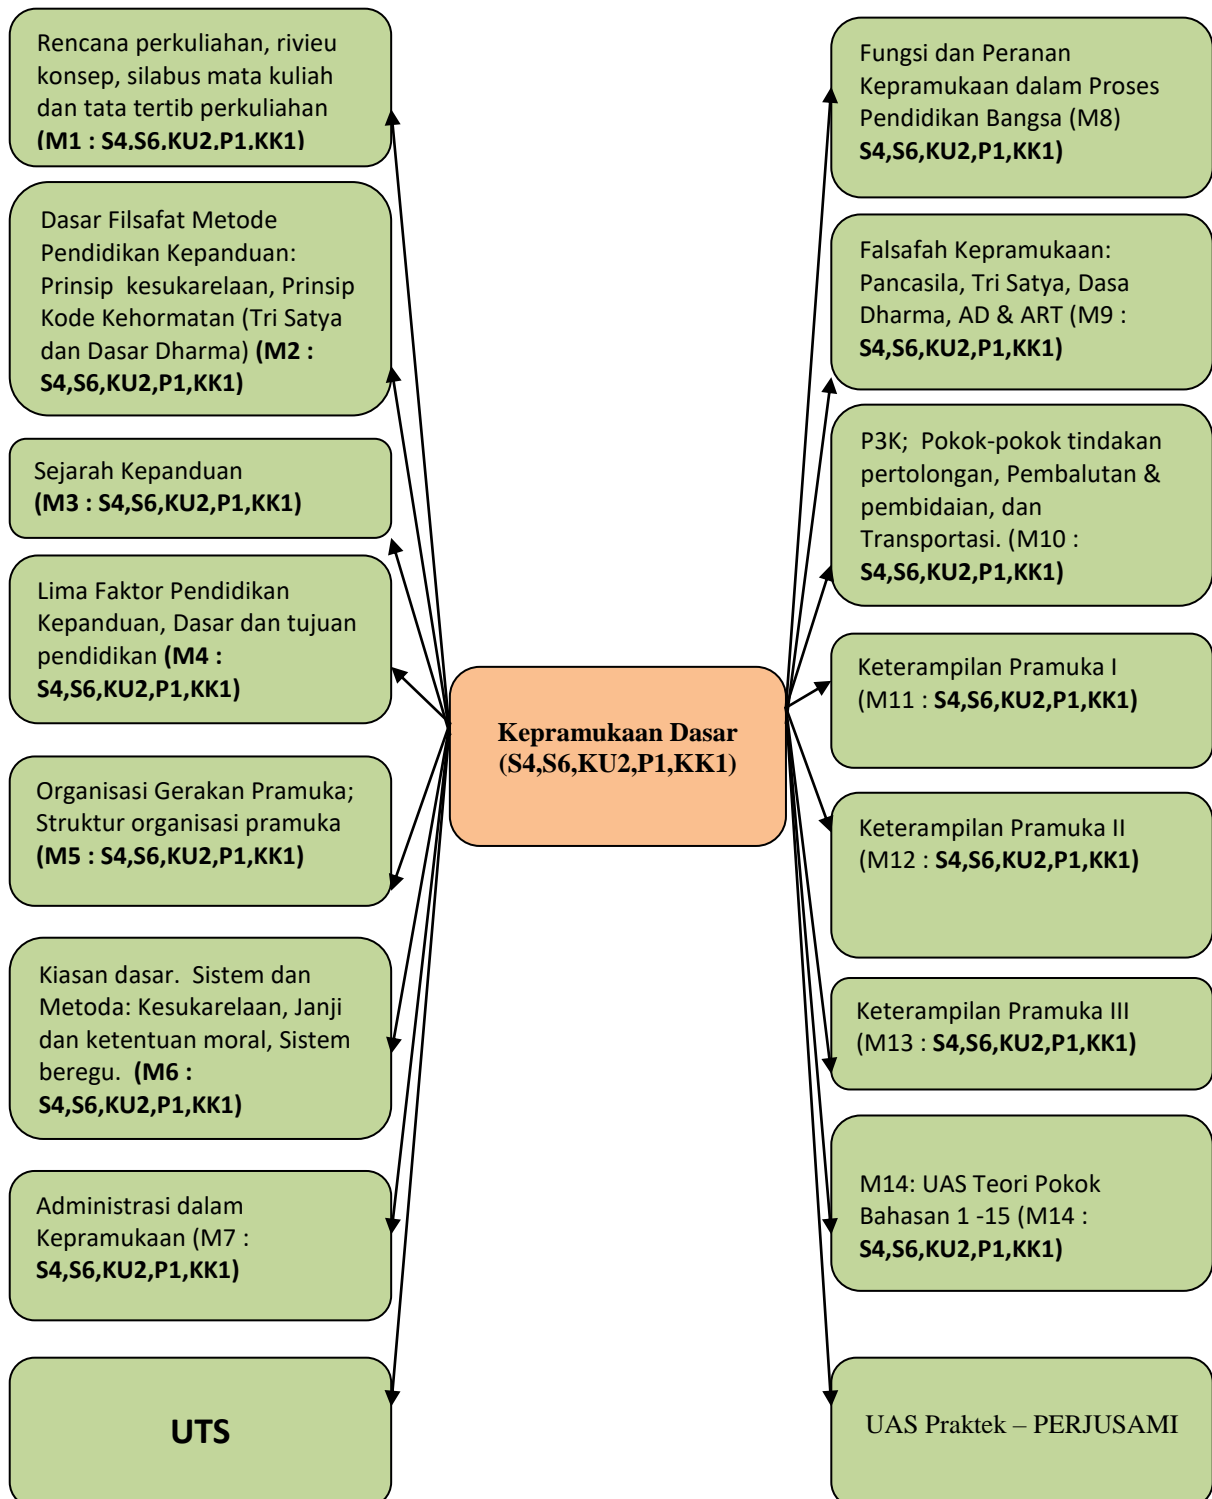 Rencana perkuliahan, rivieu
konsep, silabus mata kuliah
dan tata tertib perkuliahan
(M1 : S4,S6,KU2,P1,KK1)
Dasar Filsafat Metode
Pendidikan Kepanduan:
Prinsip kesukarelaan, Prinsip
Kode Kehormatan (Tri Satya
dan Dasar Dharma) (M2 :
S4,S6,KU2,P1,KK1)
Sejarah Kepanduan
(M3 : S4,S6,KU2,P1,KK1)
Lima Faktor Pendidikan
Kepanduan, Dasar dan tujuan
pendidikan (M4 :
S4,S6,KU2,P1,KK1)
Organisasi Gerakan Pramuka;
Struktur organisasi pramuka
(M5 : S4,S6,KU2,P1,KK1)
Kiasan dasar. Sistem dan
Metoda: Kesukarelaan, Janji
dan ketentuan moral, Sistem
beregu. (M6 :
S4,S6,KU2,P1,KK1)
Administrasi dalam
Kepramukaan (M7 :
S4,S6,KU2,P1,KK1)
UTS
Kepramukaan Dasar
(S4,S6,KU2,P1,KK1)
Fungsi dan Peranan
Kepramukaan dalam Proses
Pendidikan Bangsa (M8)
S4,S6,KU2,P1,KK1)
Falsafah Kepramukaan:
Pancasila, Tri Satya, Dasa
Dharma, AD & ART (M9 :
S4,S6,KU2,P1,KK1)
P3K; Pokok-pokok tindakan
pertolongan, Pembalutan &
pembidaian, dan
Transportasi. (M10 :
S4,S6,KU2,P1,KK1)
Keterampilan Pramuka I
(M11 : S4,S6,KU2,P1,KK1)
Keterampilan Pramuka II
(M12 : S4,S6,KU2,P1,KK1)
Keterampilan Pramuka III
(M13 : S4,S6,KU2,P1,KK1)
M14: UAS Teori Pokok
Bahasan 1 -15 (M14 :
S4,S6,KU2,P1,KK1)
UAS Praktek – PERJUSAMI